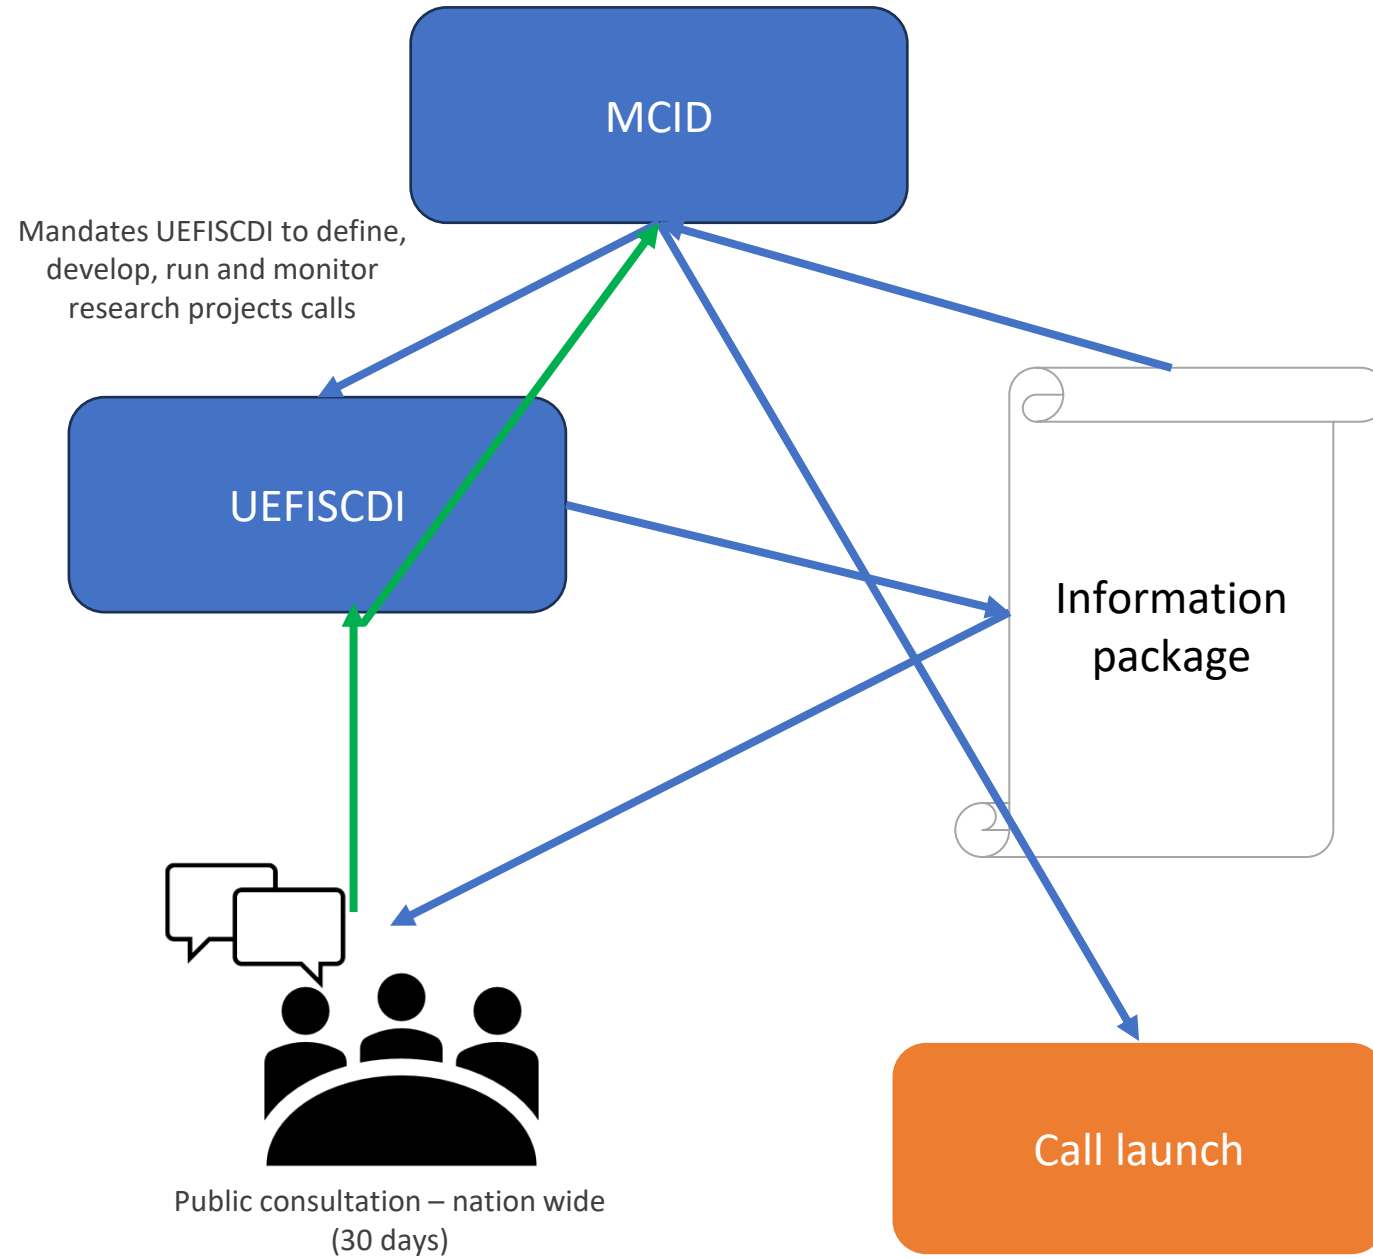 MCID
Mandates UEFISCDI to define,
develop, run and monitor
research projects calls
UEFISCDI
Information
package
Call launch
Public consultation – nation wide
(30 days)